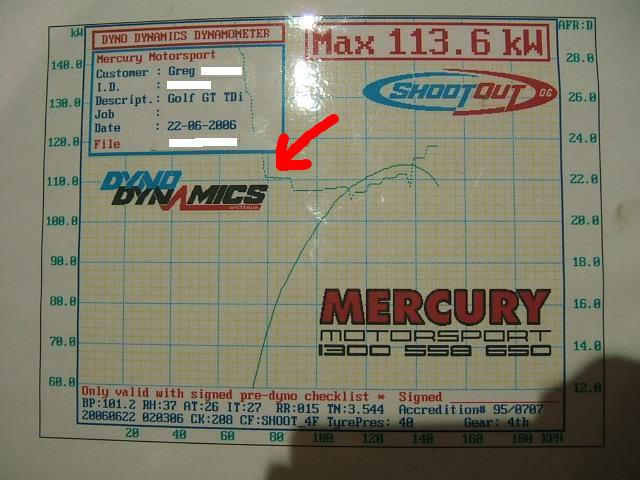 kW
DYNO DYNAMICS DYNAMOMETER
Max 113.6 kW
AFR:D
Mercury Motorsport
Customer : Greg
I.D. :
Descript.: Golf GT TDi
Job :
Date : 22-06-2006
File
SHOOTOUT 06
DYNO
DYNAMICS
140.0
130.0
120.0
110.0
100.0
90.0
80.0
70.0
60.0
28.0
26.0
24.0
22.0
20.0
18.0
16.0
14.0
12.0
MERCURY
MOTORSPORT
1300 558 650
Only valid with signed pre-dyno checklist * Signed
BP:101.2 RH:37 AT:26 IT:27 RR:015 TM:3.544 Accreditation# 95/0707
20060622 020306 CK:208 CF:SHOOT_4F TyrePres: 40 Gear: 4th
20 40 60 80 100 120 140 160 180 KPH